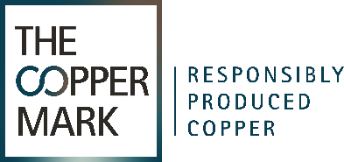 THE
COPPER
MARK
RESPONSIBLY
PRODUCED
COPPER